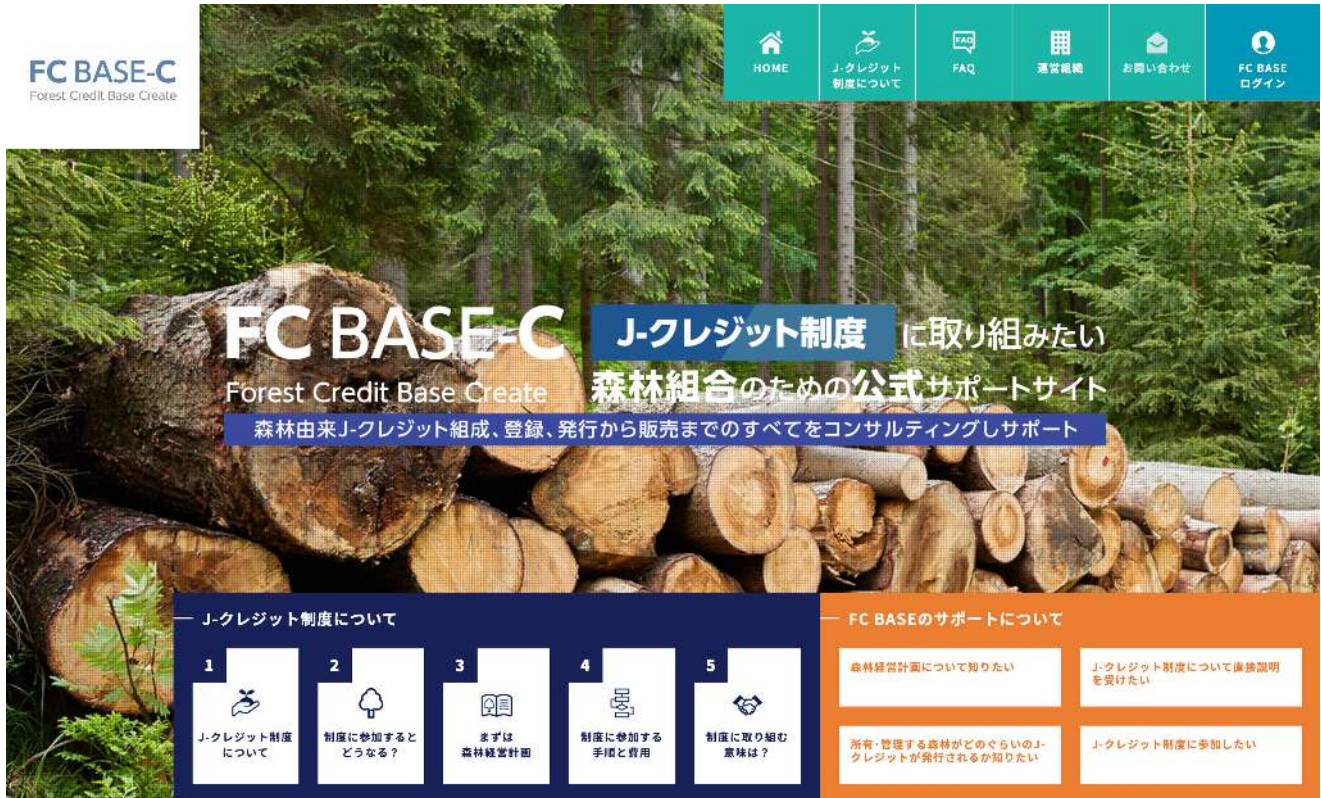 FC BASE-C
Forest Credit Base Create
HOME
J-クレジット
制度について
FAQ
FAQ
運営組織
お問い合わせ
FC BASE
ログイン
FC BASE-C
Forest Credit Base Create
J-クレジット制度 に取り組みたい
森林組合のための公式サポートサイト
森林由来J-クレジット組成、登録、発行から販売までのすべてをコンサルティングしサポート
J-クレジット制度について
1
J-クレジット制度
について
2
制度に参加すると
どうなる？
3
まずは
森林経営計画
4
制度に参加する
手順と費用
5
制度に取り組む
意味は？
FC BASEのサポートについて
森林経営計画について知りたい
J-クレジット制度について直接説明
を受けたい
所有・管理する森林がどのぐらいのJ-
クレジットが発行されるか知りたい
J-クレジット制度に参加したい